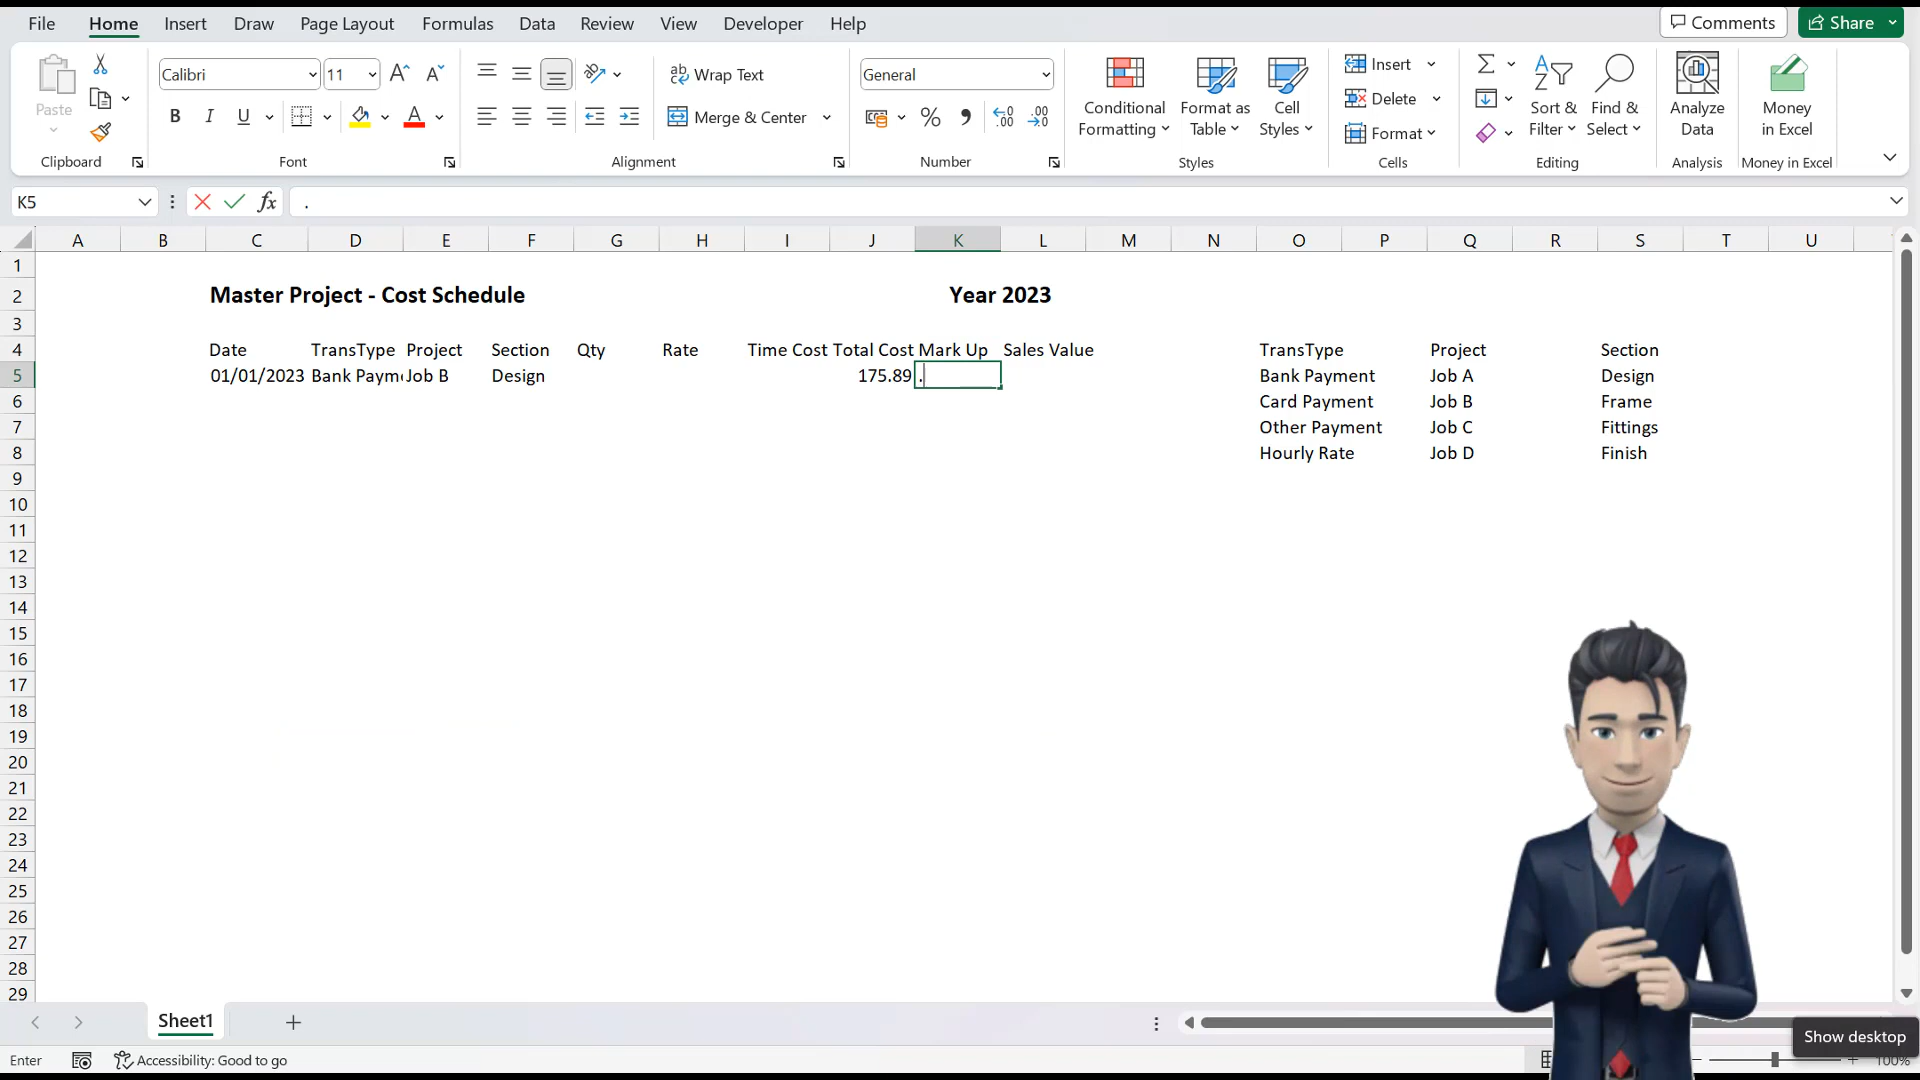 File Home Insert Draw Page Layout Formulas Data Review View Developer Help Comments Share
Calibri 11 Wrap Text General Insert
Paste B I U Merge & Center % , Conditional Formatting Format as Table Cell Styles Delete Sort & Filter Find & Select Analyze Data Money in Excel
Format
Clipboard Font Alignment Number Styles Cells Editing Analysis Money in Excel
K5 fx .
A B C D E F G H I J K L M N O P Q R S T U
1
2 Master Project - Cost Schedule Year 2023
3
4 Date TransType Project Section Qty Rate Time Cost Total Cost Mark Up Sales Value TransType Project Section
5 01/01/2023 Bank Paym Job B Design 175.89 . Bank Payment Job A Design
6 Card Payment Job B Frame
7 Other Payment Job C Fittings
8 Hourly Rate Job D Finish
9
10
11
12
13
14
15
16
17
18
19
20
21
22
23
24
25
26
27
28
29
Sheet1
Show desktop
Enter Accessibility: Good to go 100%